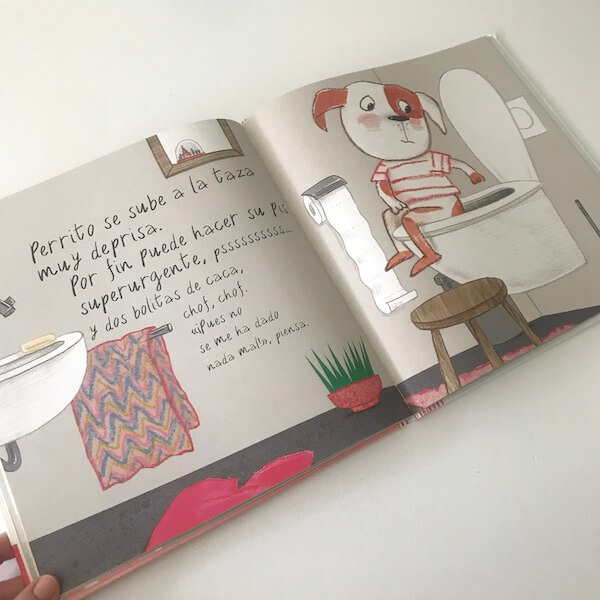 Perrito se sube a la taza
muy deprisa.
Por fin puede hacer su pis
superurgente, pssssssssss...
y dos bolitas de caca,
chof, chof.
«¡Pues no
se me ha dado
nada mal!», piensa.